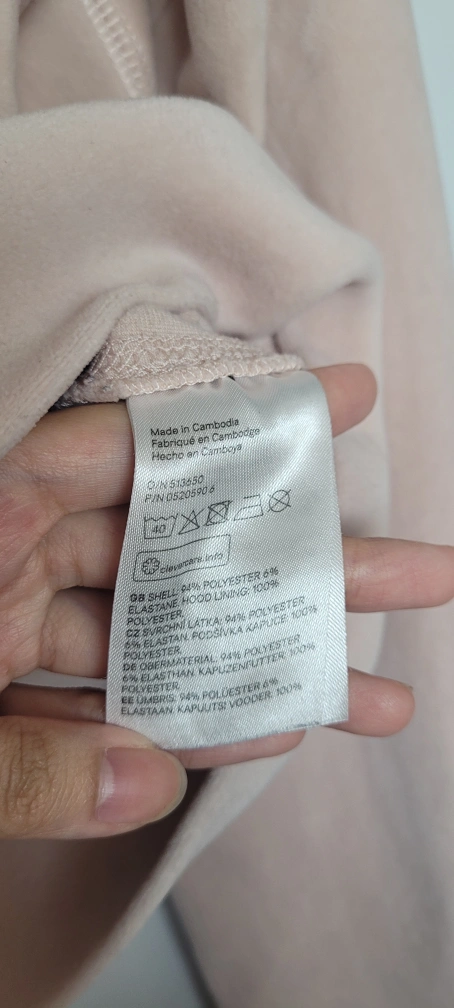 Made in Cambodia
Fabriqué en Cambodge
Hecho en Camboya
O/N 513650
P/N 0520590 6
40
clevercare.info
GB SHELL: 94% POLYESTER 6%
ELASTANE. HOOD LINING: 100%
POLYESTER.
CZ SVRCHNÍ LÁTKA: 94% POLYESTER
6% ELASTAN. PODŠÍVKA KAPUCE: 100%
POLYESTER.
DE OBERMATERIAL: 94% POLYESTER
6% ELASTHAN. KAPUZENFUTTER: 100%
POLYESTER.
EE ÜMBRIS: 94% POLÜESTER 6%
ELASTAAN. KAPUUTSI VOODER: 100%